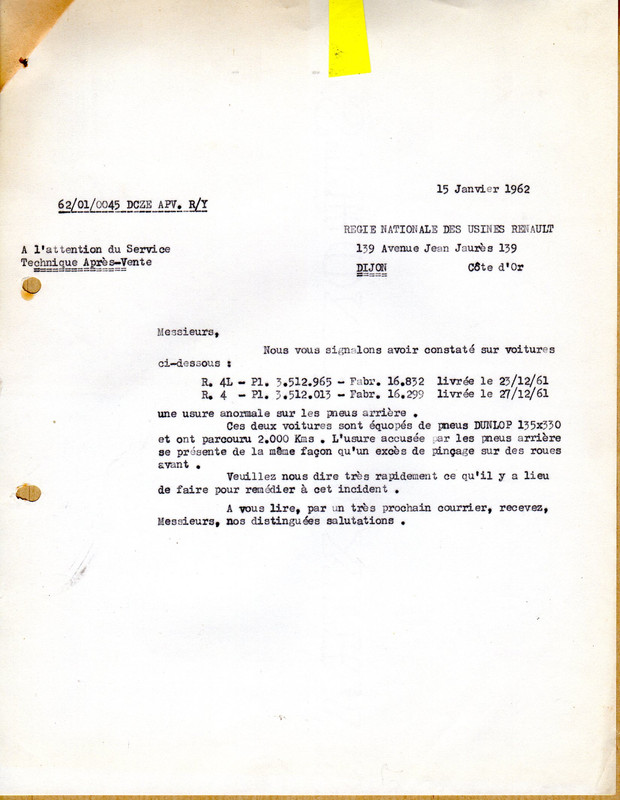 15 Janvier 1962
62/01/0045 DCZE APV. R/Y
REGIE NATIONALE DES USINES RENAULT
A l'attention du Service
139 Avenue Jean Jaurès 139
Technique Après-Vente
DIJON Côte d'Or
Messieurs,
Nous vous signalons avoir constaté sur voitures
ci-dessous :
R. 4L - Pl. 3.512.965 - Fabr. 16.832 livrée le 23/12/61
R. 4 - Pl. 3.512.013 - Fabr. 16.299 livrée le 27/12/61
une usure anormale sur les pneus arrière .
Ces deux voitures sont équopés de pneus DUNLOP 135x330
et ont parcouru 2.000 Kms . L'usure accusée par les pneus arrière
se présente de la même façon qu'un excès de pinçage sur des roues
avant .
Veuillez nous dire très rapidement ce qu'il y a lieu
de faire pour remédier à cet incident .
A vous lire, par un très prochain courrier, recevez,
Messieurs, nos distinguées salutations .